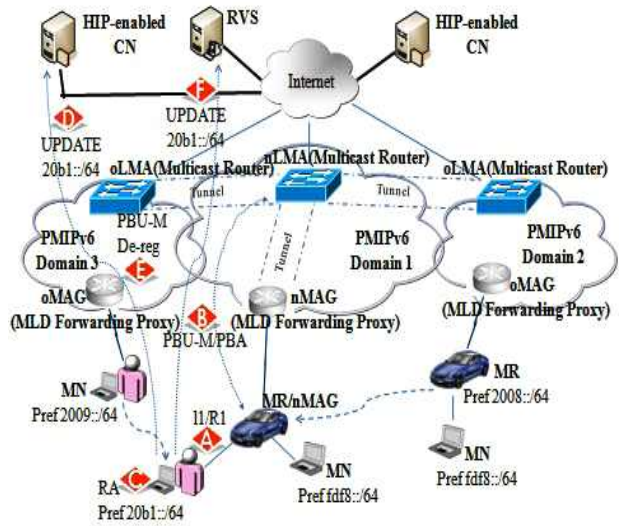 HIP-enabled
CN
RVS
HIP-enabled
CN
Internet
D
F
UPDATE
20b1::/64
UPDATE
20b1::/64
oLMA(Multicast Router)
nLMA(Multicast Router)
oLMA(Multicast Router)
Tunnel
Tunnel
PBU-M
De-reg
PMIPv6
Domain 3
E
Tunnel
PMIPv6
Domain 1
PMIPv6
Domain 2
oMAG
(MLD Forwarding Proxy)
nMAG
(MLD Forwarding Proxy)
oMAG
(MLD Forwarding Proxy)
B
PBU-M/PBA
MN
Pref 2009::/64
MR/nMAG
MR
Pref 2008::/64
I1/R1
A
MN
Pref fdf8::/64
MN
Pref fdf8::/64
C
RA
Pref 20b1::/64